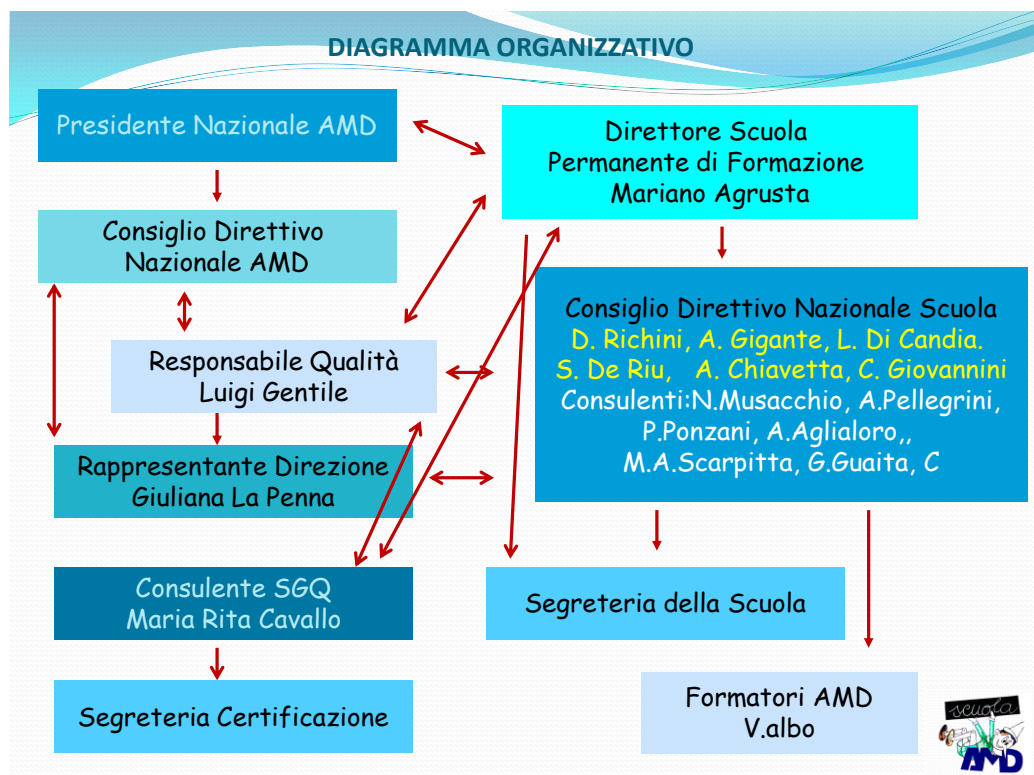 DIAGRAMMA ORGANIZZATIVO
Presidente Nazionale AMD
Direttore Scuola
Permanente di Formazione
Mariano Agrusta
Consiglio Direttivo
Nazionale AMD
Consiglio Direttivo Nazionale Scuola
D. Richini, A. Gigante, L. Di Candia.
S. De Riu, A. Chiavetta, C. Giovannini
Consulenti:N.Musacchio, A.Pellegrini,
P.Ponzani, A.Aglialoro,,
M.A.Scarpitta, G.Guaita, C
Responsabile Qualità
Luigi Gentile
Rappresentante Direzione
Giuliana La Penna
Consulente SGQ
Maria Rita Cavallo
Segreteria della Scuola
Segreteria Certificazione
Formatori AMD
V.albo
scuola
AMD